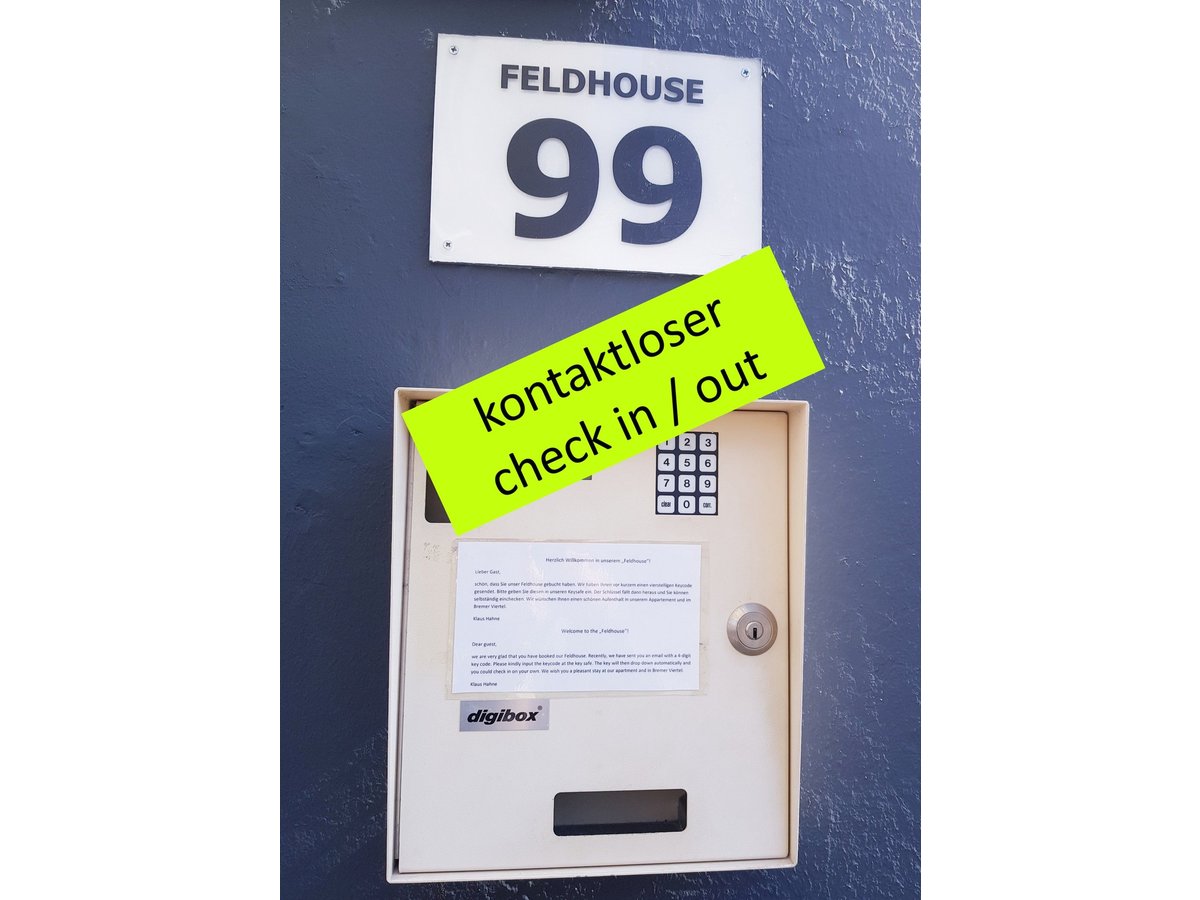 FELDHOUSE
99
kontaktloser
check in / out
1 2 3
4 5 6
7 8 9
clear 0 corr.
Herzlich Willkommen in unserem „Feldhouse"!
Lieber Gast,
schön, dass Sie unser Feldhouse gebucht haben. Wir haben Ihnen vor kurzem einen vierstelligen Keycode
gesendet. Bitte geben Sie diesen in unseren Keysafe ein. Der Schlüssel fällt dann heraus und Sie können
selbständig einchecken. Wir wünschen Ihnen einen schönen Aufenthalt in unserem Appartement und im
Bremer Viertel.
Klaus Hahne
Welcome to the „Feldhouse"!
Dear guest,
we are very glad that you have booked our Feldhouse. Recently, we have sent you an email with a 4-digit
key code. Please kindly input the keycode at the key safe. The key will then drop down automatically and
you could check in on your own. We wish you a pleasant stay at our apartment and in Bremer Viertel.
Klaus Hahne
digibox®